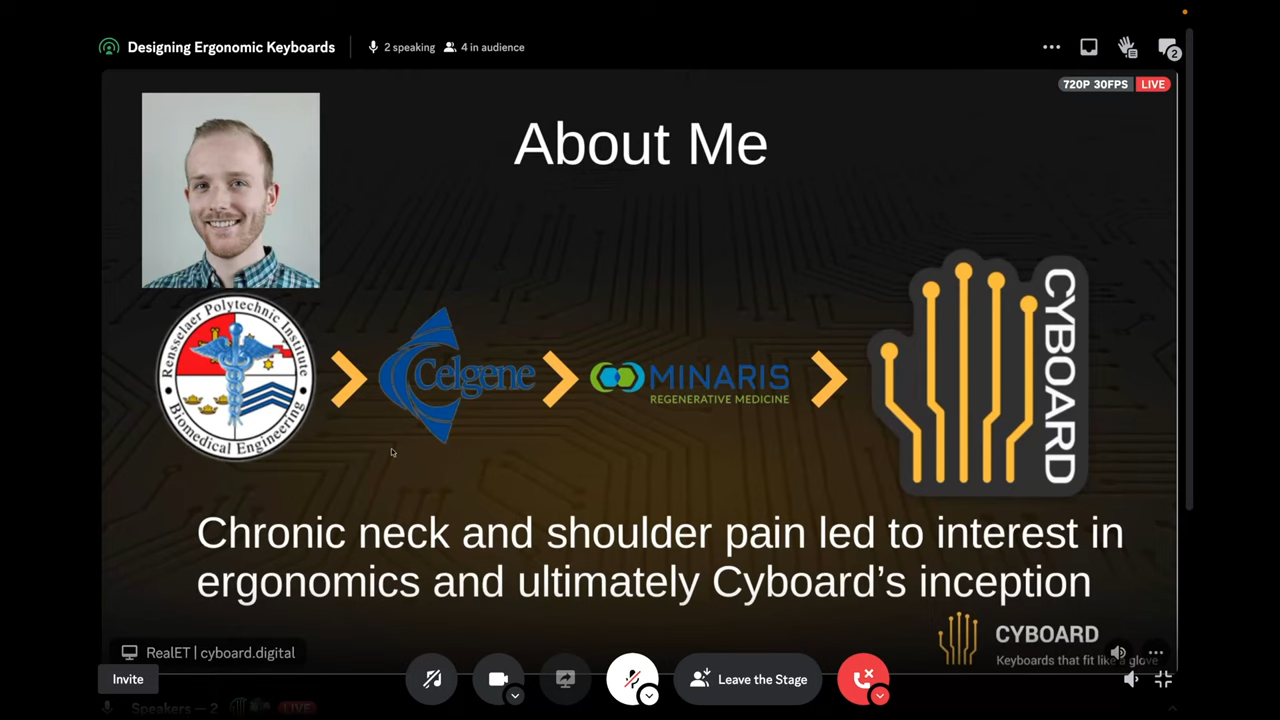 Designing Ergonomic Keyboards
2 speaking
4 in audience
2
720P 30FPS
LIVE
About Me
Rensselaer Polytechnic Institute
Biomedical Engineering
Celgene
MINARIS
REGENERATIVE MEDICINE
CYBOARD
Chronic neck and shoulder pain led to interest in
ergonomics and ultimately Cyboard’s inception
CYBOARD
Keyboards that fit like a glove
RealET | cyboard.digital
Invite
Leave the Stage
Speakers — 2
LIVE